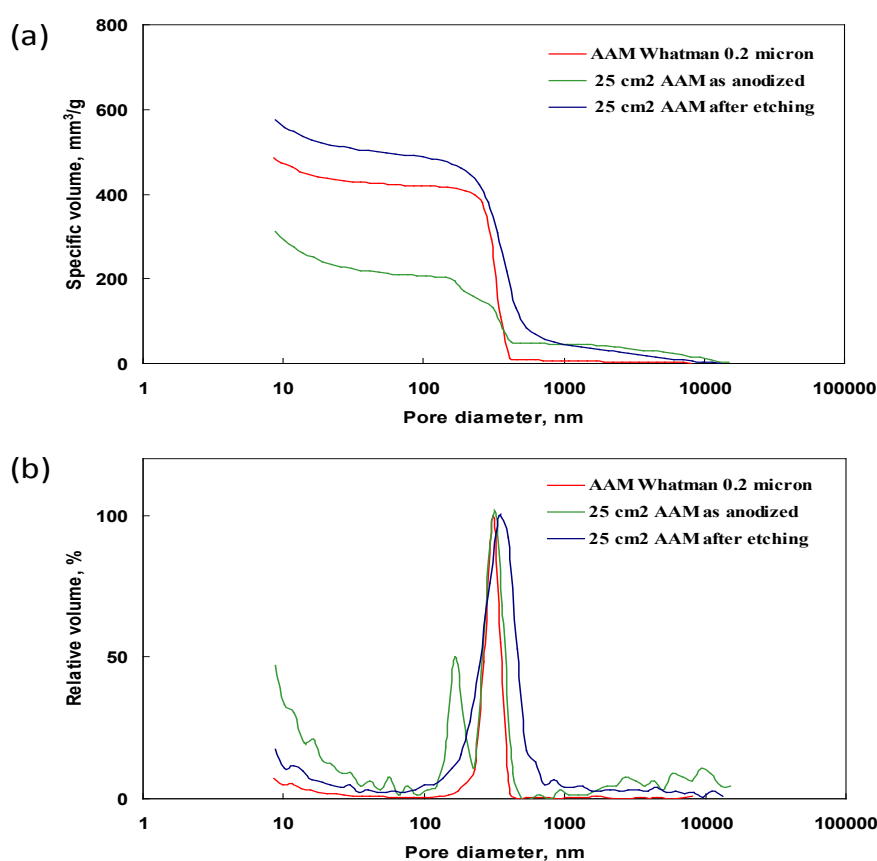 (a)
800
600
400
200
0
Specific volume, mm³/g
AAM Whatman 0.2 micron
25 cm2 AAM as anodized
25 cm2 AAM after etching
1 10 100 1000 10000 100000
Pore diameter, nm
(b)
100
50
0
Relative volume, %
AAM Whatman 0.2 micron
25 cm2 AAM as anodized
25 cm2 AAM after etching
1 10 100 1000 10000 100000
Pore diameter, nm